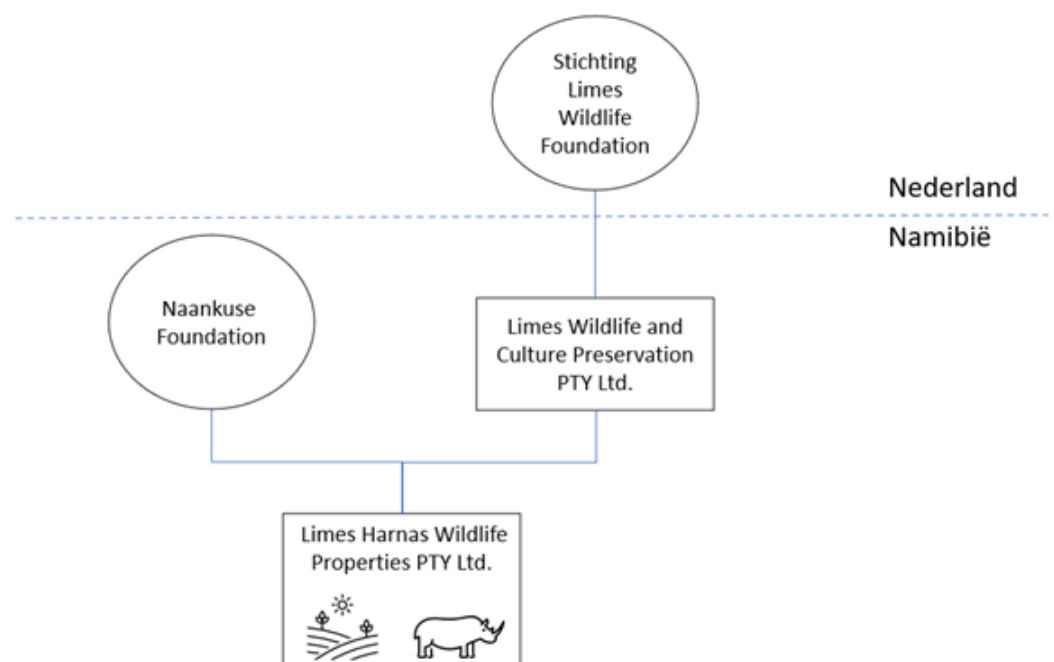 Stichting
Limes
Wildlife
Foundation
Nederland
Namibië
Naankuse
Foundation
Limes Wildlife and
Culture Preservation
PTY Ltd.
Limes Harnas Wildlife
Properties PTY Ltd.